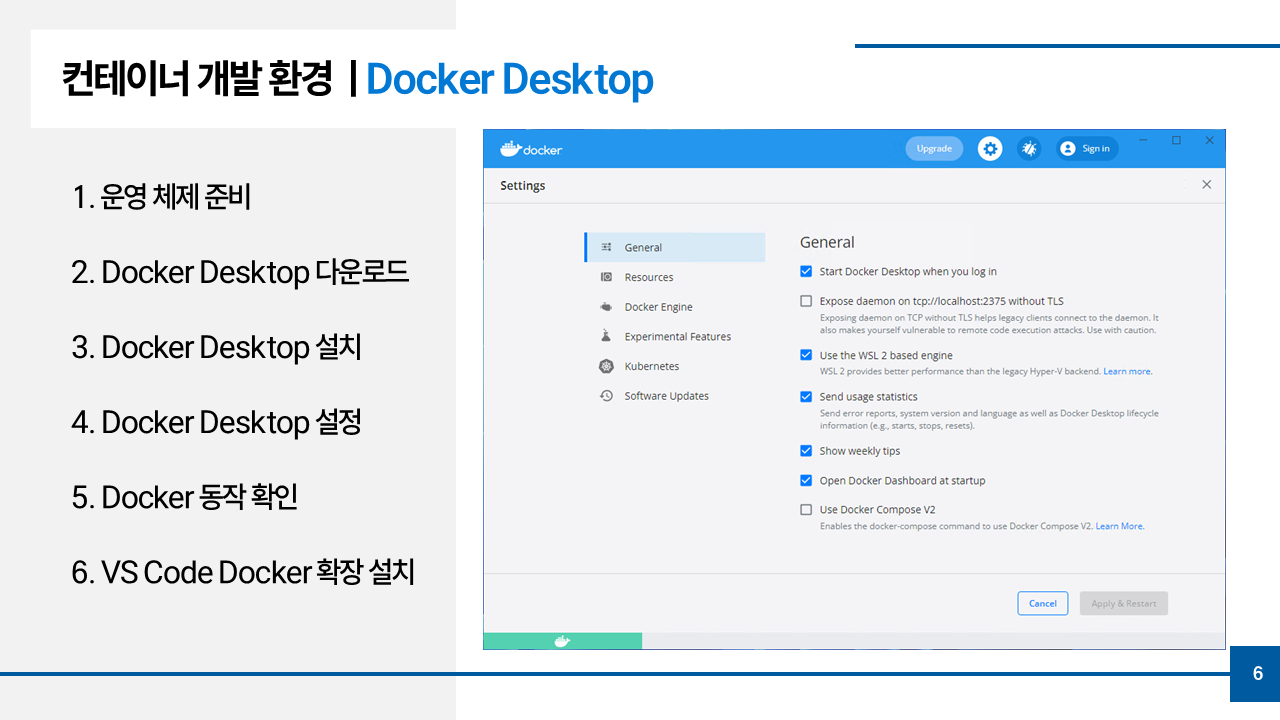 컨테이너 개발 환경 | Docker Desktop
1. 운영 체제 준비
2. Docker Desktop 다운로드
3. Docker Desktop 설치
4. Docker Desktop 설정
5. Docker 동작 확인
6. VS Code Docker 확장 설치
docker
Upgrade
Sign in
Settings
General
Resources
Docker Engine
Experimental Features
Kubernetes
Software Updates
General
Start Docker Desktop when you log in
Expose daemon on tcp://localhost:2375 without TLS
Exposing daemon on TCP without TLS helps legacy clients connect to the daemon. It
also makes yourself vulnerable to remote code execution attacks. Use with caution.
Use the WSL 2 based engine
WSL 2 provides better performance than the legacy Hyper-V backend. Learn more.
Send usage statistics
Send error reports, system version and language as well as Docker Desktop lifecycle
information (e.g., starts, stops, resets).
Show weekly tips
Open Docker Dashboard at startup
Use Docker Compose V2
Enables the docker-compose command to use Docker Compose V2. Learn More.
Cancel
Apply & Restart
6